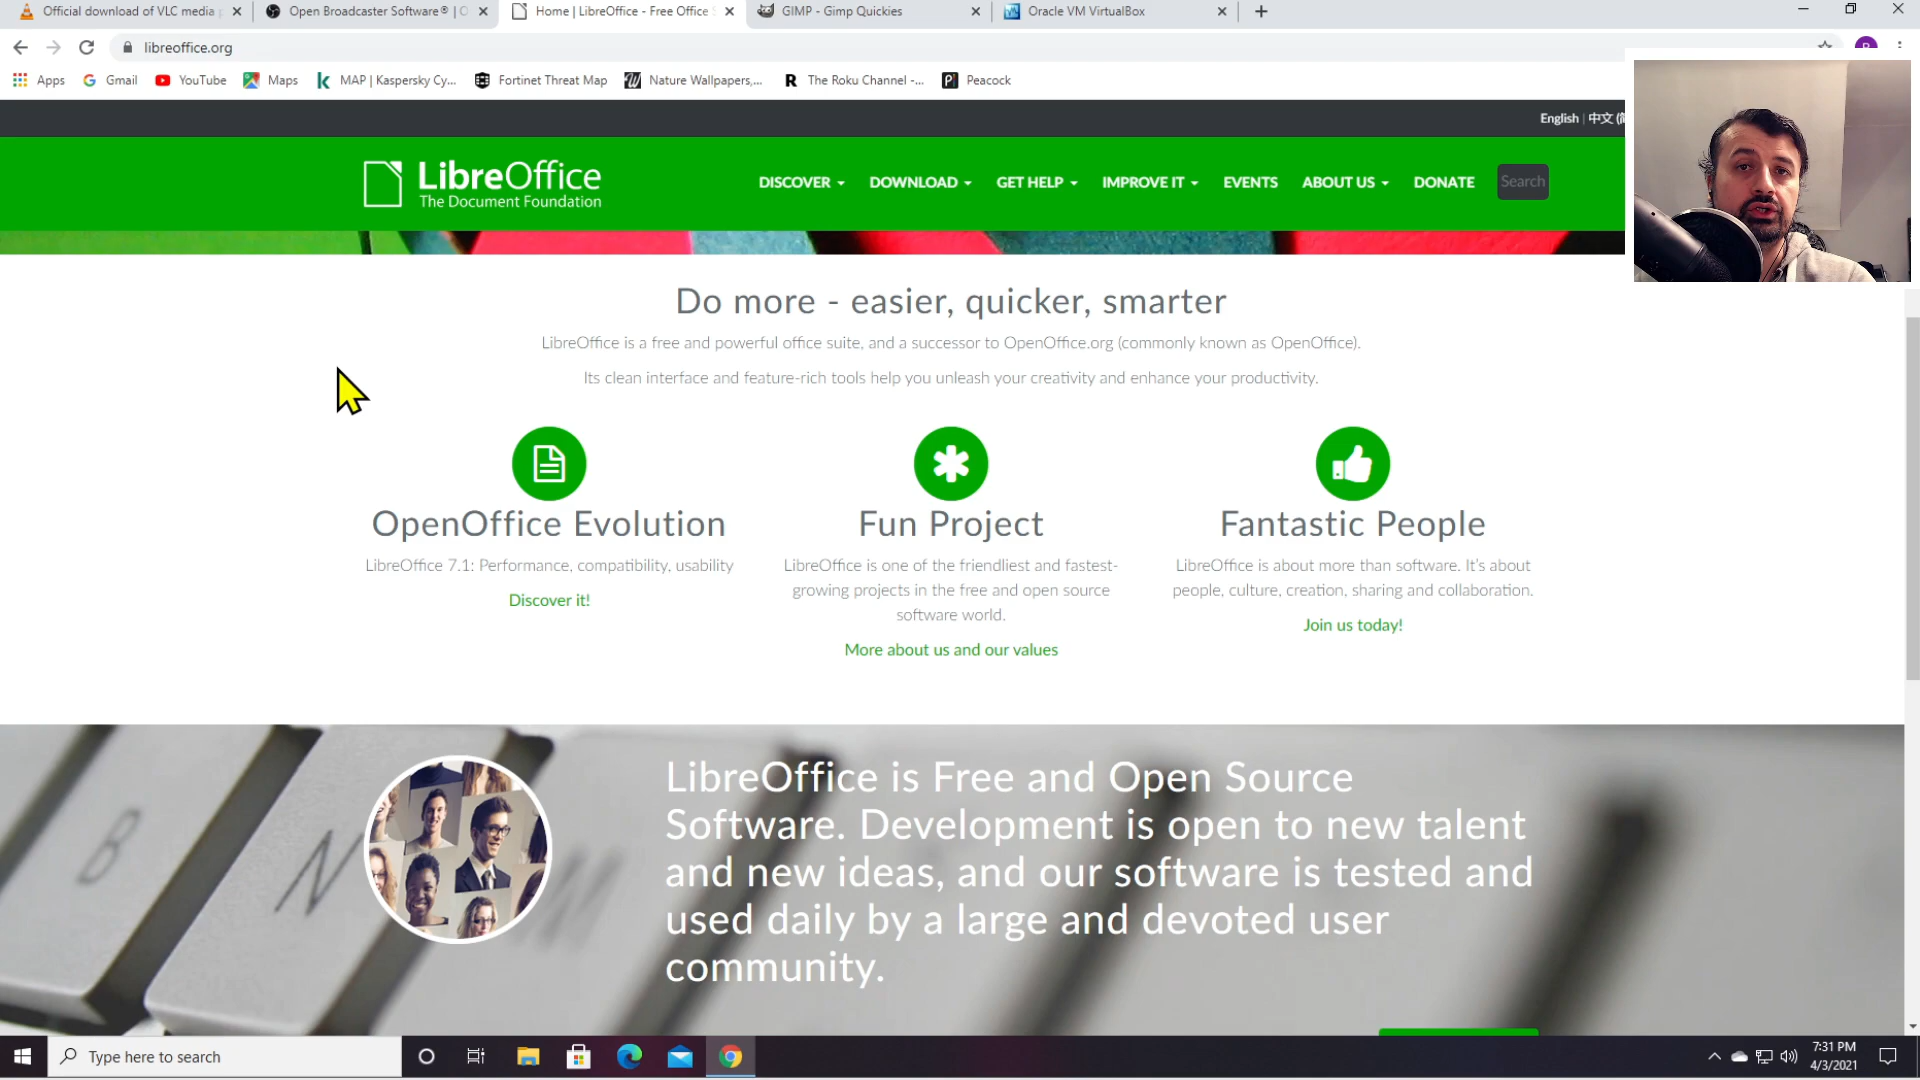 Official download of VLC media
Open Broadcaster Software® |
Home | LibreOffice - Free Office
GIMP - Gimp Quickies
Oracle VM VirtualBox
libreoffice.org
Apps
Gmail
YouTube
Maps
MAP | Kaspersky Cy...
Fortinet Threat Map
Nature Wallpapers,...
The Roku Channel -...
Peacock
English | 中文
LibreOffice
The Document Foundation
DISCOVER
DOWNLOAD
GET HELP
IMPROVE IT
EVENTS
ABOUT US
DONATE
Search
Do more - easier, quicker, smarter
LibreOffice is a free and powerful office suite, and a successor to OpenOffice.org (commonly known as OpenOffice).
Its clean interface and feature-rich tools help you unleash your creativity and enhance your productivity.
OpenOffice Evolution
LibreOffice 7.1: Performance, compatibility, usability
Discover it!
Fun Project
LibreOffice is one of the friendliest and fastest-
growing projects in the free and open source
software world.
More about us and our values
Fantastic People
LibreOffice is about more than software. It's about
people, culture, creation, sharing and collaboration.
Join us today!
B
N
M
LibreOffice is Free and Open Source
Software. Development is open to new talent
and new ideas, and our software is tested and
used daily by a large and devoted user
community.
Type here to search
7:31 PM
4/3/2021